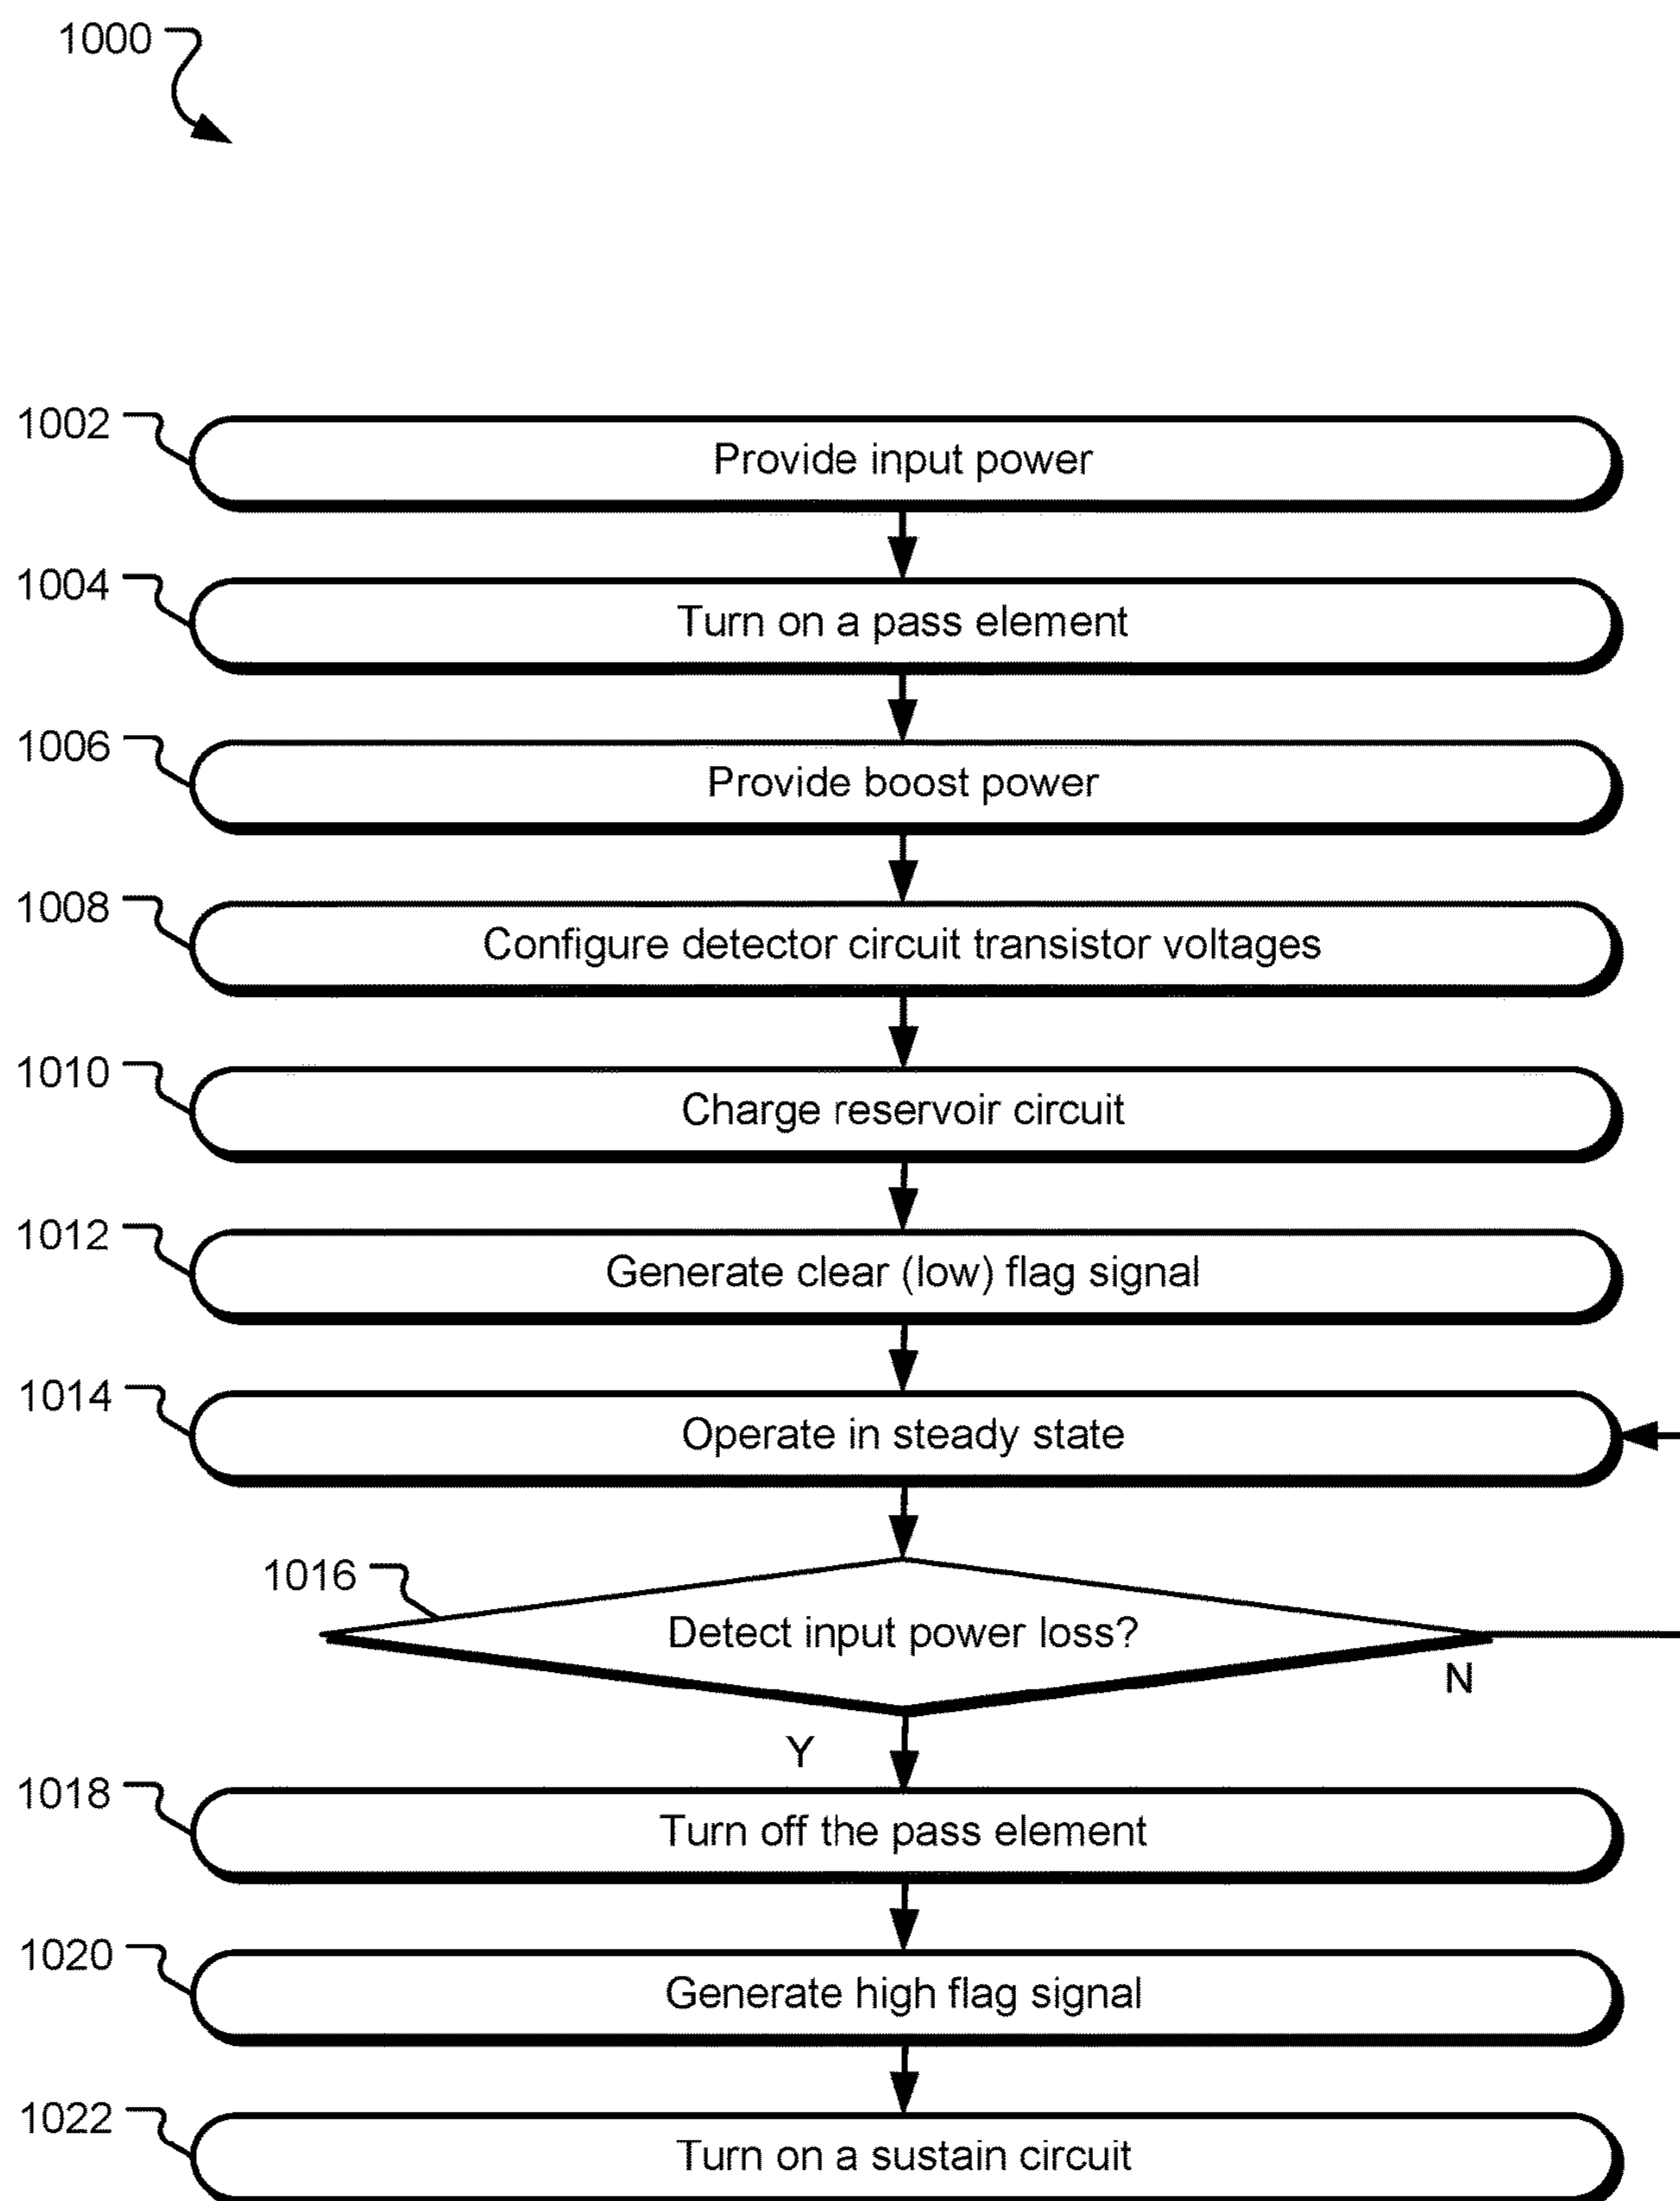 1000
1002
Provide input power
1004
Turn on a pass element
1006
Provide boost power
1008
Configure detector circuit transistor voltages
1010
Charge reservoir circuit
1012
Generate clear (low) flag signal
1014
Operate in steady state
1016
Detect input power loss?
N
Y
1018
Turn off the pass element
1020
Generate high flag signal
1022
Turn on a sustain circuit